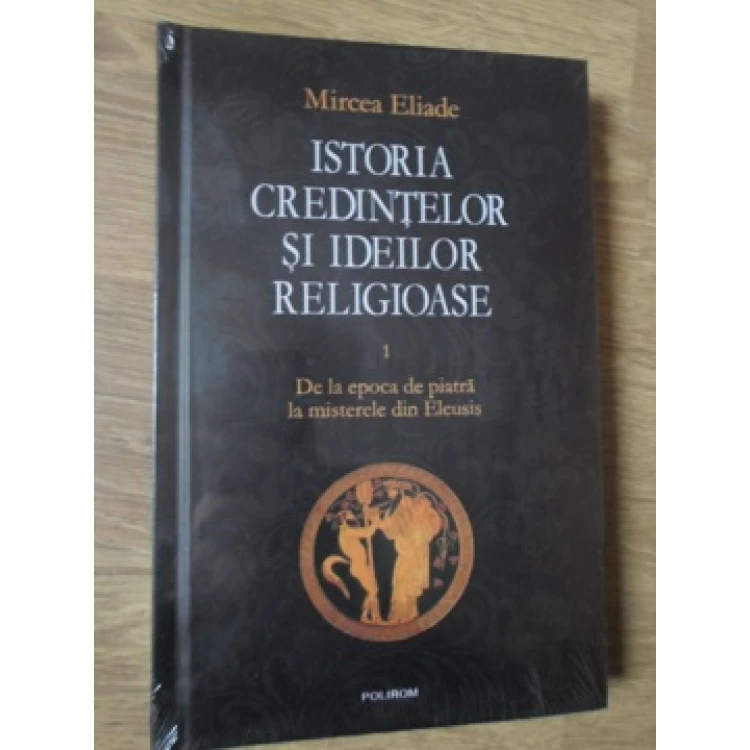 Mircea Eliade
ISTORIA
CREDINȚELOR
ȘI IDEILOR
RELIGIOASE
1
De la epoca de piatră
la misterele din Eleusis
POLIROM